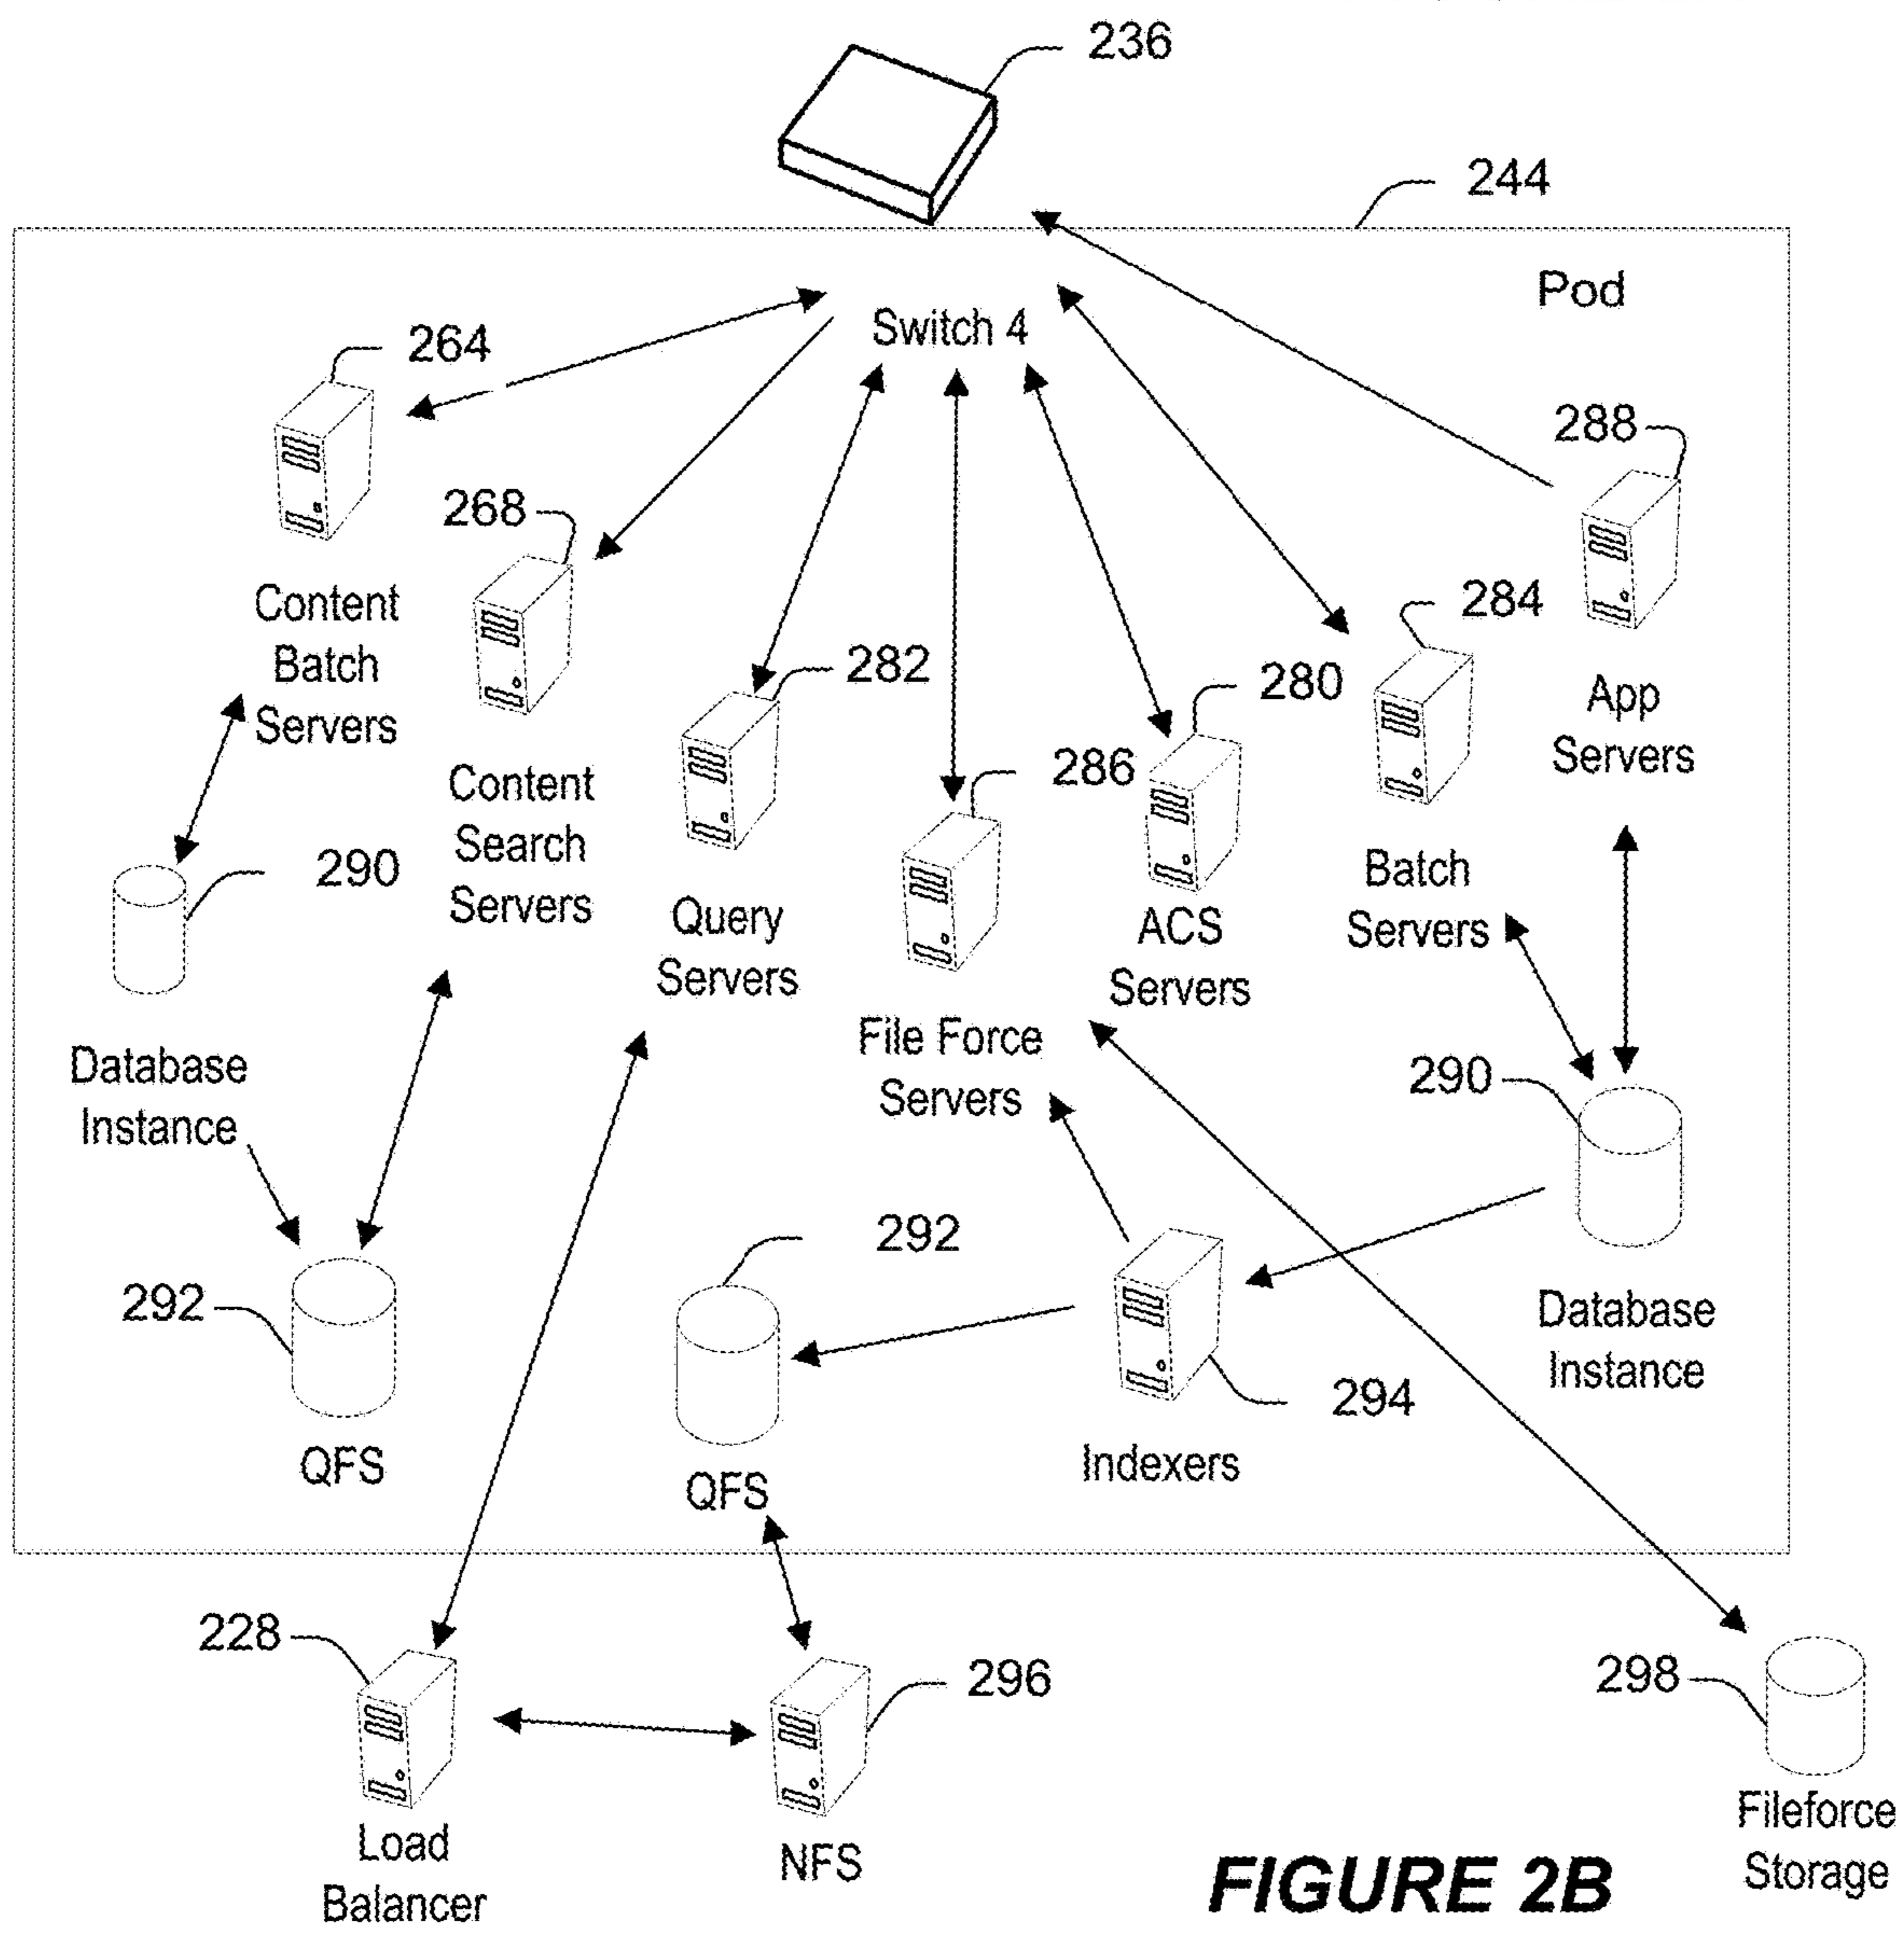 236
244
Pod
Switch 4
264
288
268
284
Content
Batch
Servers
282
280
App
Servers
Content
Search
Servers
286
290
Batch
Servers
Query
Servers
ACS
Servers
File Force
Servers
Database
Instance
290
292
292
Database
Instance
294
QFS
QFS
Indexers
228
296
298
Load
Balancer
NFS
Fileforce
Storage
FIGURE 2B